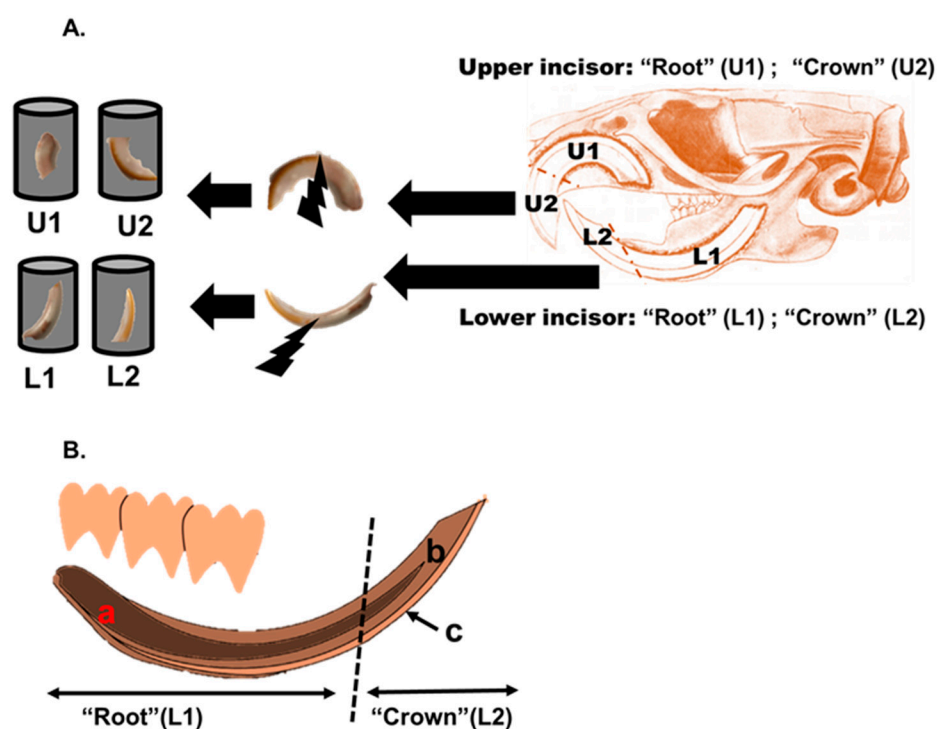 A.
Upper incisor: “Root” (U1) ; “Crown” (U2)
U1
U2
U1
U2
L2
L1
L1
L2
Lower incisor: “Root” (L1) ; “Crown” (L2)
B.
a
b
c
“Root”(L1)
“Crown”(L2)